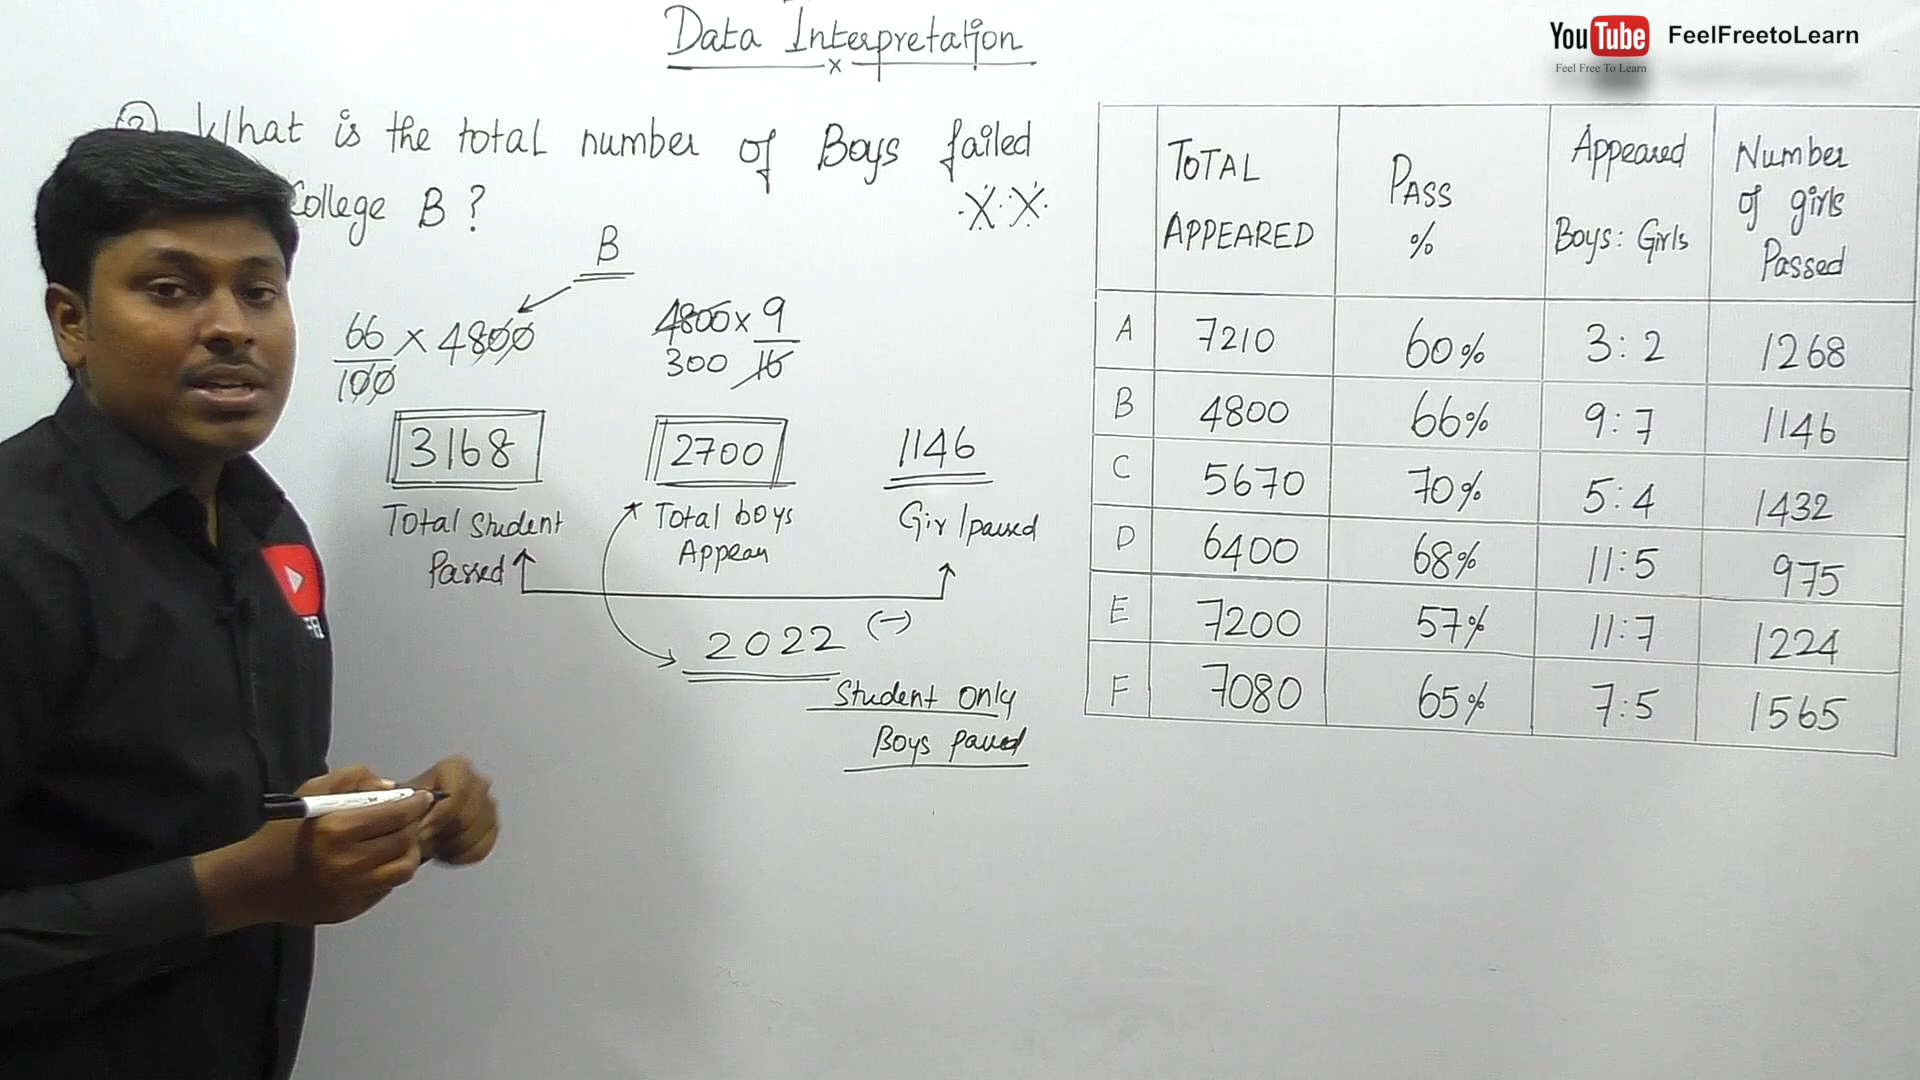 Data Interpretation
YouTube FeelFreetoLearn
Feel Free To Learn
What is the total number of Boys failed
College B ?
B
66/100 × 4800
4800 × 9/16
300
3168
2700
1146
Total Student Passed
Total boys Appear
Girl passed
2022 (-)
Student Only
Boys passed
TOTAL APPEARED PASS % Appeared Boys: Girls Number of girls Passed
A 7210 60% 3:2 1268
B 4800 66% 9:7 1146
C 5670 70% 5:4 1432
D 6400 68% 11:5 975
E 7200 57% 11:7 1224
F 7080 65% 7:5 1565